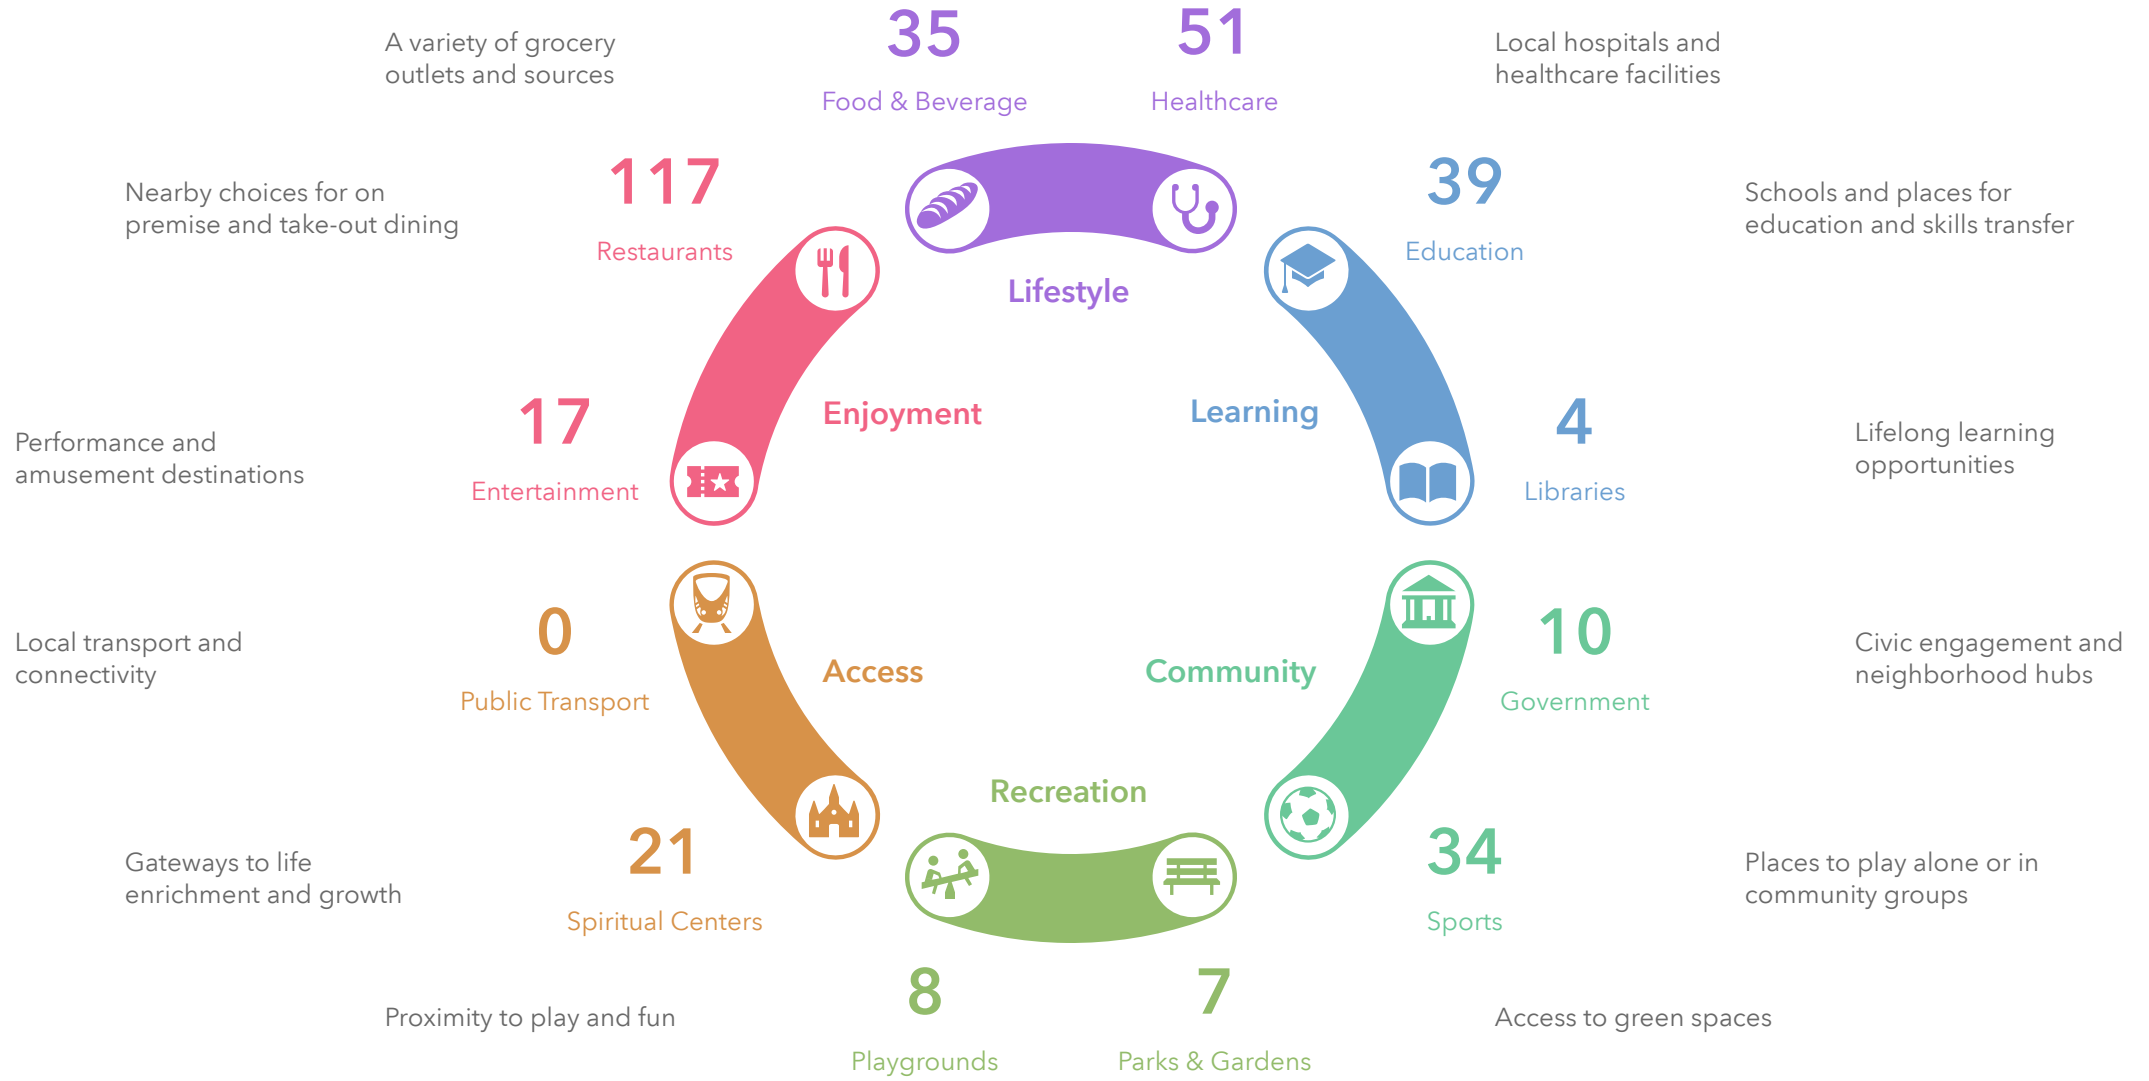 35
Food & Beverage
A variety of grocery
outlets and sources
51
Healthcare
Local hospitals and
healthcare facilities
117
Restaurants
Nearby choices for on
premise and take-out dining
39
Education
Schools and places for
education and skills transfer
Lifestyle
Enjoyment
Learning
17
Entertainment
Performance and
amusement destinations
4
Libraries
Lifelong learning
opportunities
0
Public Transport
Local transport and
connectivity
Access
Community
10
Government
Civic engagement and
neighborhood hubs
Recreation
21
Spiritual Centers
Gateways to life
enrichment and growth
34
Sports
Places to play alone or in
community groups
8
Playgrounds
Proximity to play and fun
7
Parks & Gardens
Access to green spaces